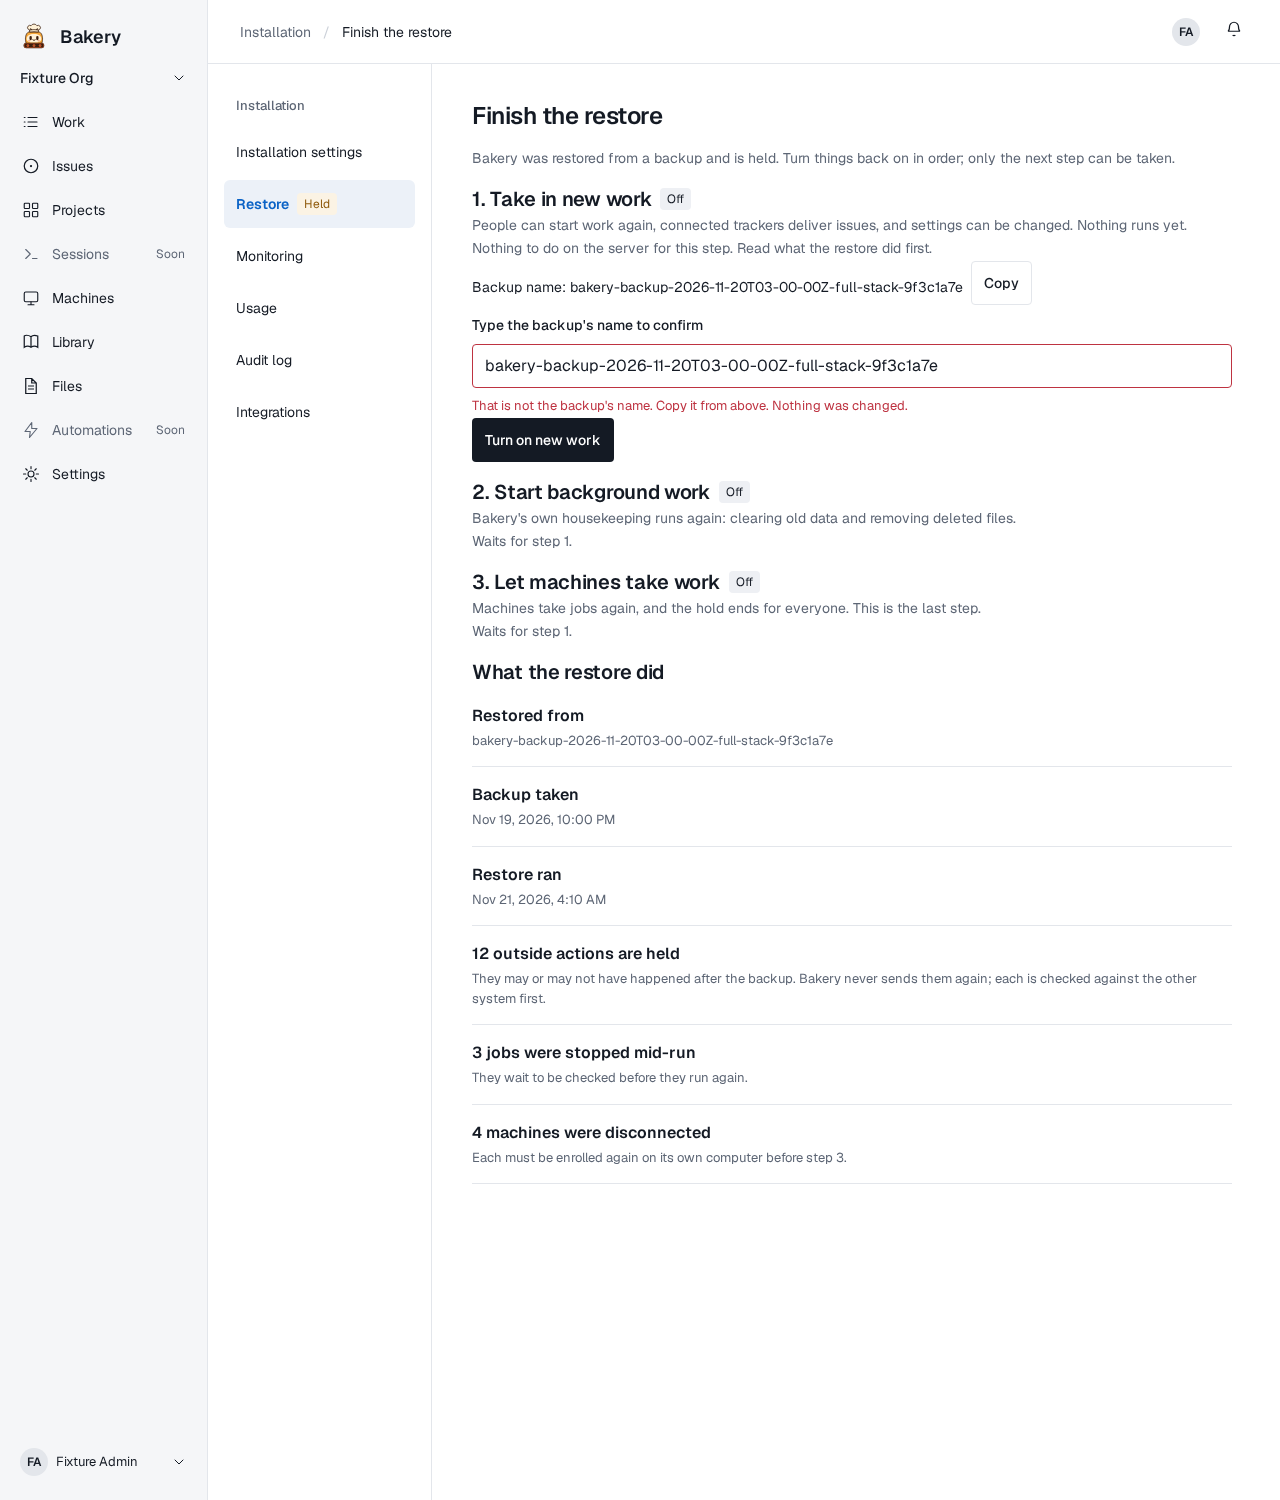 Bakery
Fixture Org
Work
Issues
Projects
Sessions Soon
Machines
Library
Files
Automations Soon
Settings
FA Fixture Admin
Installation / Finish the restore
FA
Installation
Installation settings
Restore Held
Monitoring
Usage
Audit log
Integrations
Finish the restore
Bakery was restored from a backup and is held. Turn things back on in order; only the next step can be taken.
1. Take in new work Off
People can start work again, connected trackers deliver issues, and settings can be changed. Nothing runs yet.
Nothing to do on the server for this step. Read what the restore did first.
Backup name: bakery-backup-2026-11-20T03-00-00Z-full-stack-9f3c1a7e Copy
Type the backup's name to confirm
bakery-backup-2026-11-20T03-00-00Z-full-stack-9f3c1a7e
That is not the backup's name. Copy it from above. Nothing was changed.
Turn on new work
2. Start background work Off
Bakery's own housekeeping runs again: clearing old data and removing deleted files.
Waits for step 1.
3. Let machines take work Off
Machines take jobs again, and the hold ends for everyone. This is the last step.
Waits for step 1.
What the restore did
Restored from
bakery-backup-2026-11-20T03-00-00Z-full-stack-9f3c1a7e
Backup taken
Nov 19, 2026, 10:00 PM
Restore ran
Nov 21, 2026, 4:10 AM
12 outside actions are held
They may or may not have happened after the backup. Bakery never sends them again; each is checked against the other
system first.
3 jobs were stopped mid-run
They wait to be checked before they run again.
4 machines were disconnected
Each must be enrolled again on its own computer before step 3.